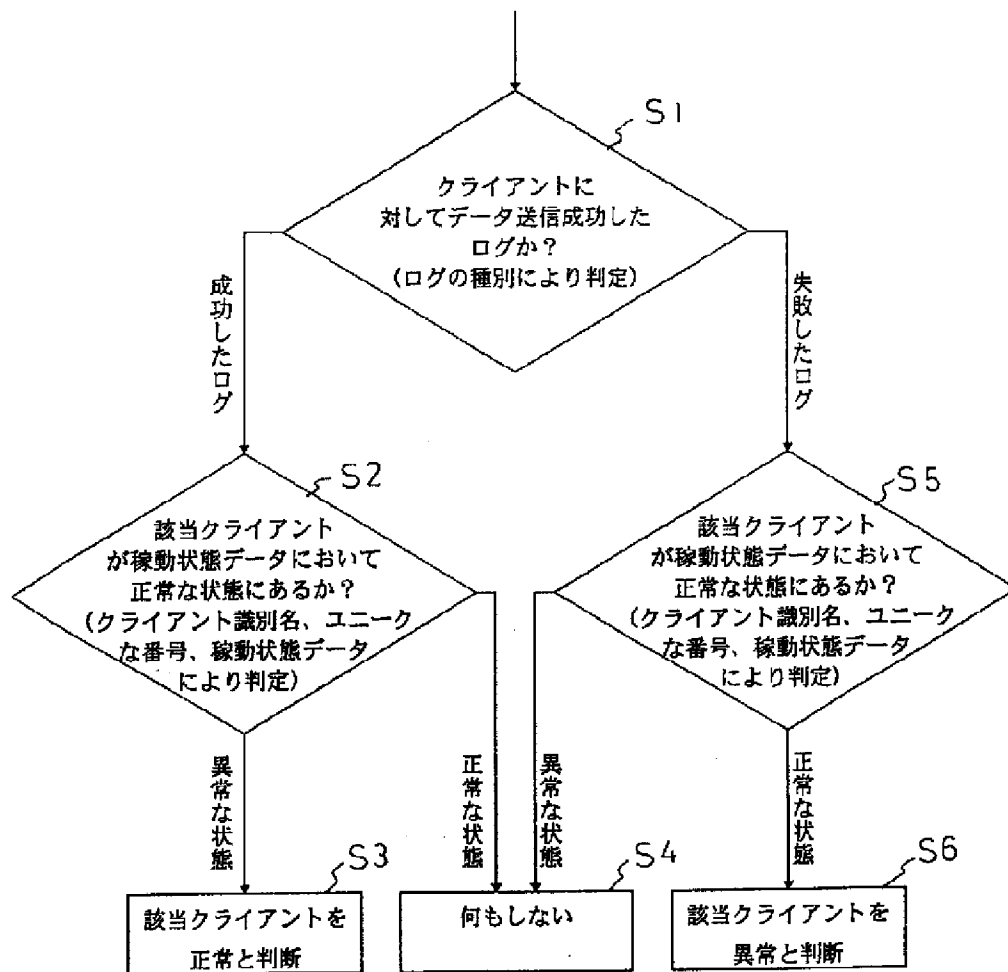 S1
クライアントに
対してデータ送信成功した
ログか?
(ログの種別により判定)
成功したログ
失敗したログ
S2
該当クライアント
が稼動状態データにおいて
正常な状態にあるか?
(クライアント識別名、ユニーク
な番号、稼動状態データ
により判定)
S5
該当クライアント
が稼動状態データにおいて
正常な状態にあるか?
(クライアント識別名、ユニーク
な番号、稼動状態データ
により判定)
異常な状態
正常な状態
異常な状態
正常な状態
S3
該当クライアントを
正常と判断
S4
何もしない
S6
該当クライアントを
異常と判断